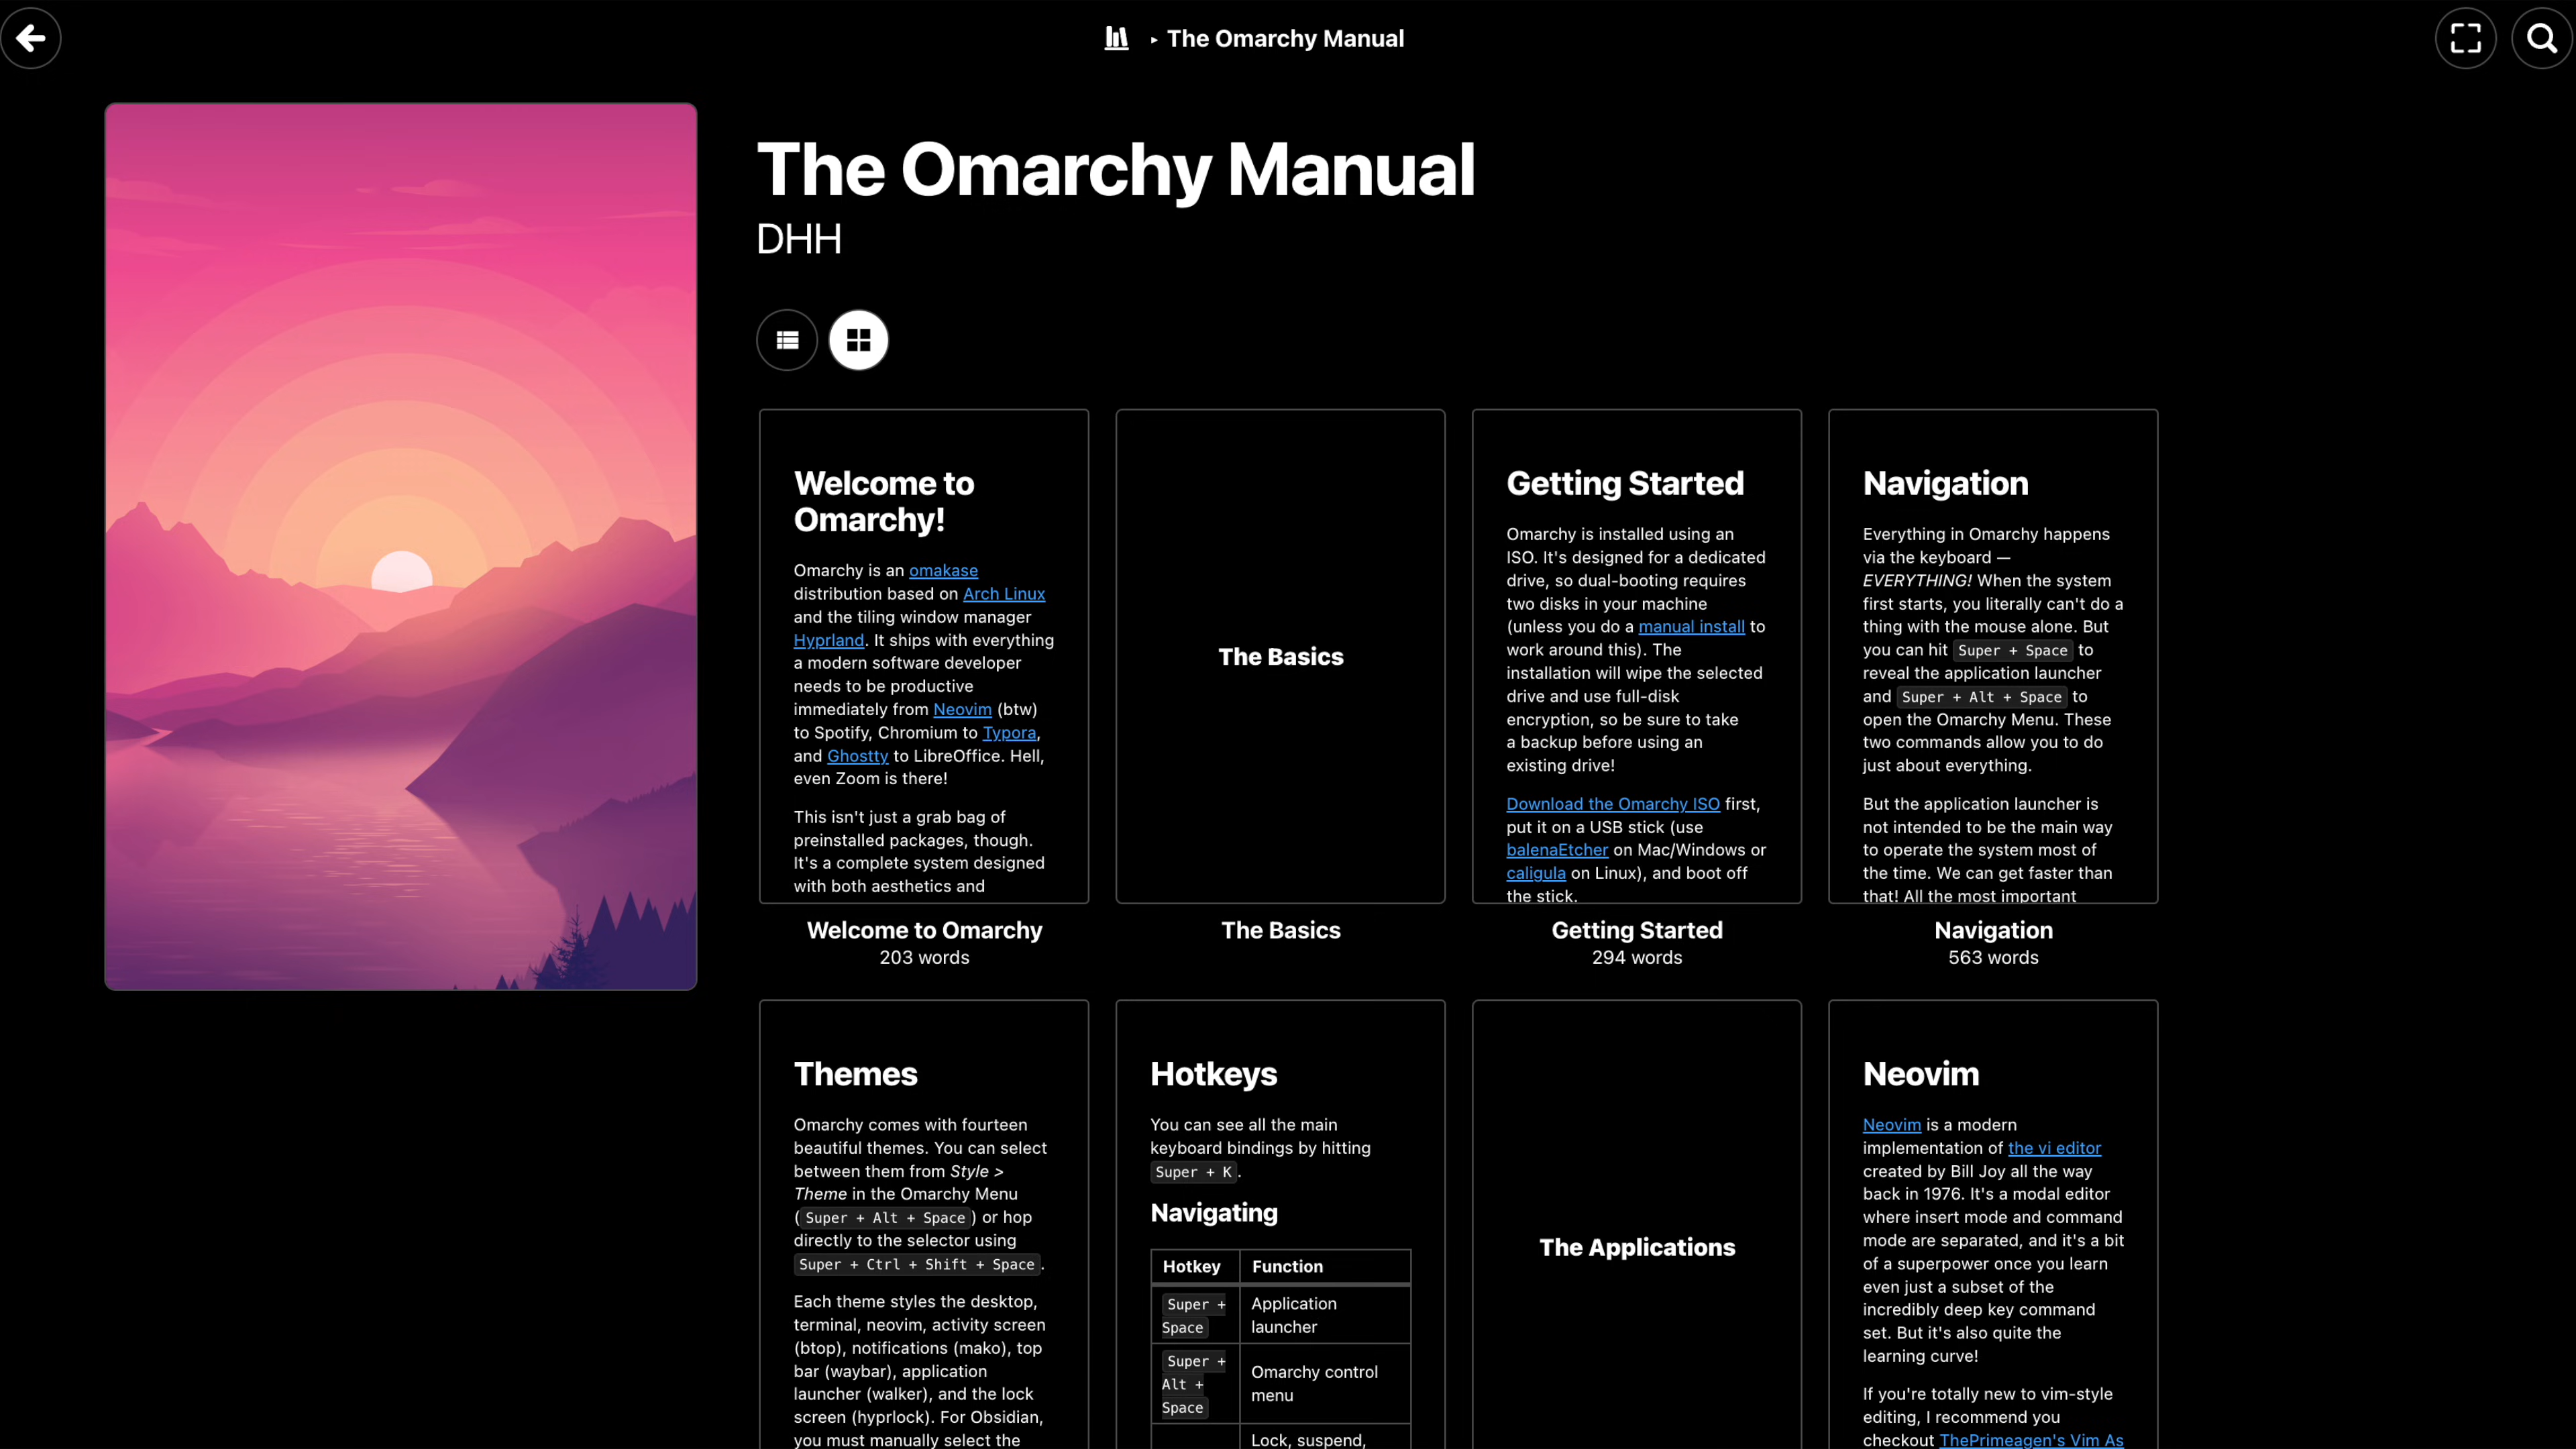 The Omarchy Manual
The Omarchy Manual
DHH
Welcome to
Omarchy!
Omarchy is an omakase
distribution based on Arch Linux
and the tiling window manager
Hyprland. It ships with everything
a modern software developer
needs to be productive
immediately from Neovim (btw)
to Spotify, Chromium to Typora,
and Ghostty to LibreOffice. Hell,
even Zoom is there!
This isn't just a grab bag of
preinstalled packages, though.
It's a complete system designed
with both aesthetics and
Welcome to Omarchy
203 words
The Basics
The Basics
Getting Started
Omarchy is installed using an
ISO. It's designed for a dedicated
drive, so dual-booting requires
two disks in your machine
(unless you do a manual install to
work around this). The
installation will wipe the selected
drive and use full-disk
encryption, so be sure to take
a backup before using an
existing drive!
Download the Omarchy ISO first,
put it on a USB stick (use
balenaEtcher on Mac/Windows or
caligula on Linux), and boot off
the stick.
Getting Started
294 words
Navigation
Everything in Omarchy happens
via the keyboard —
EVERYTHING! When the system
first starts, you literally can't do a
thing with the mouse alone. But
you can hit Super + Space to
reveal the application launcher
and Super + Alt + Space to
open the Omarchy Menu. These
two commands allow you to do
just about everything.
But the application launcher is
not intended to be the main way
to operate the system most of
the time. We can get faster than
that! All the most important
Navigation
563 words
Themes
Omarchy comes with fourteen
beautiful themes. You can select
between them from Style >
Theme in the Omarchy Menu
(Super + Alt + Space) or hop
directly to the selector using
Super + Ctrl + Shift + Space.
Each theme styles the desktop,
terminal, neovim, activity screen
(btop), notifications (mako), top
bar (waybar), application
launcher (walker), and the lock
screen (hyprlock). For Obsidian,
you must manually select the
Hotkeys
You can see all the main
keyboard bindings by hitting
Super + K.
Navigating
Hotkey Function
Super + Application
Space launcher
Super +
Alt + Omarchy control
Space menu
Lock, suspend,
The Applications
Neovim
Neovim is a modern
implementation of the vi editor
created by Bill Joy all the way
back in 1976. It's a modal editor
where insert mode and command
mode are separated, and it's a bit
of a superpower once you learn
even just a subset of the
incredibly deep key command
set. But it's also quite the
learning curve!
If you're totally new to vim-style
editing, I recommend you
checkout ThePrimeagen's Vim As